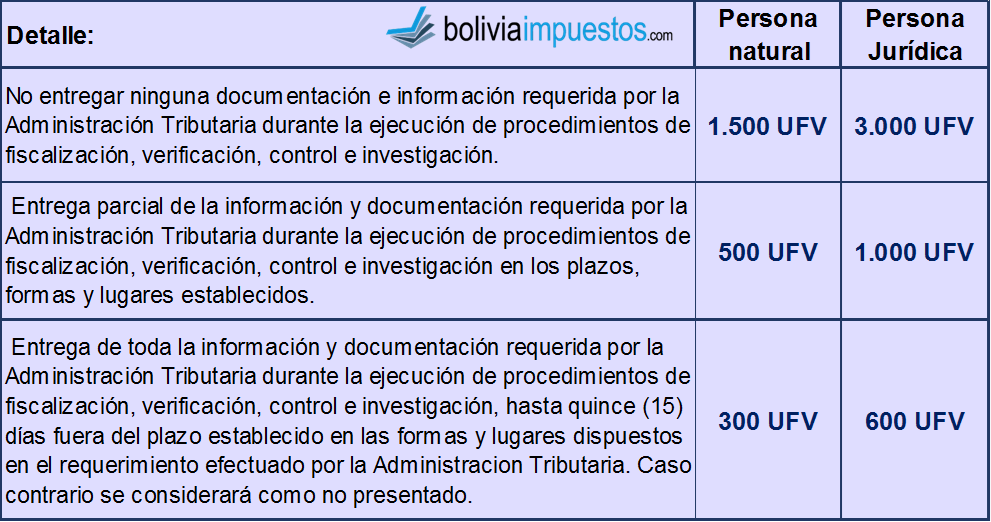 Detalle:
boliviaimpuestos.com
Persona
natural
Persona
Jurídica
No entregar ninguna documentación e información requerida por la
Administración Tributaria durante la ejecución de procedimientos de
fiscalización, verificación, control e investigación.
1.500 UFV
3.000 UFV
Entrega parcial de la información y documentación requerida por la
Administración Tributaria durante la ejecución de procedimientos de
fiscalización, verificación, control e investigación en los plazos,
formas y lugares establecidos.
500 UFV
1.000 UFV
Entrega de toda la información y documentación requerida por la
Administración Tributaria durante la ejecución de procedimientos de
fiscalización, verificación, control e investigación, hasta quince (15)
días fuera del plazo establecido en las formas y lugares dispuestos
en el requerimiento efectuado por la Administracion Tributaria. Caso
contrario se considerará como no presentado.
300 UFV
600 UFV